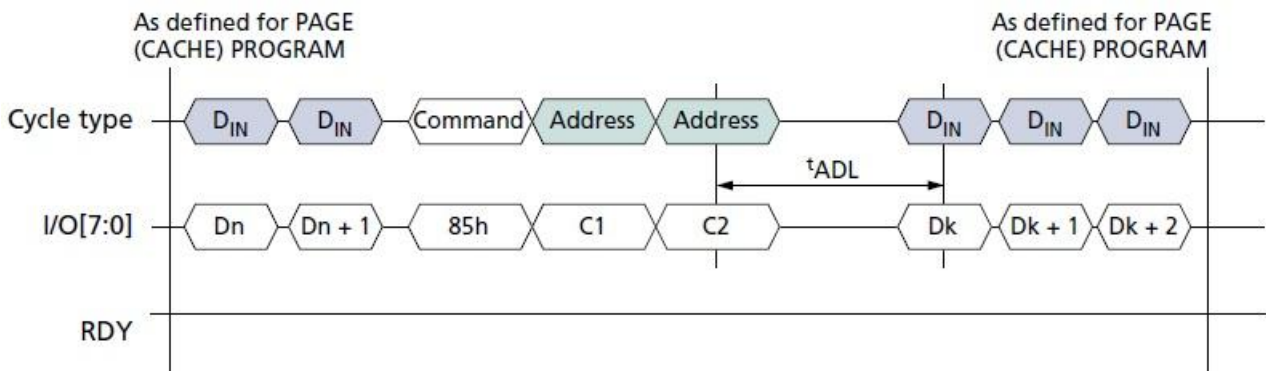 As defined for PAGE
(CACHE) PROGRAM
As defined for PAGE
(CACHE) PROGRAM
Cycle type DIN DIN Command Address Address DIN DIN DIN
tADL
I/O[7:0] Dn Dn + 1 85h C1 C2 Dk Dk + 1 Dk + 2
RDY